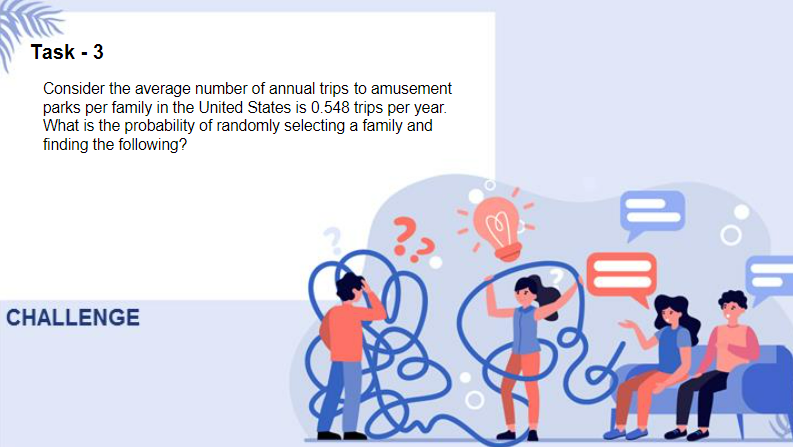 Task - 3
Consider the average number of annual trips to amusement
parks per family in the United States is 0.548 trips per year.
What is the probability of randomly selecting a family and
finding the following?
? ? ?
?
CHALLENGE